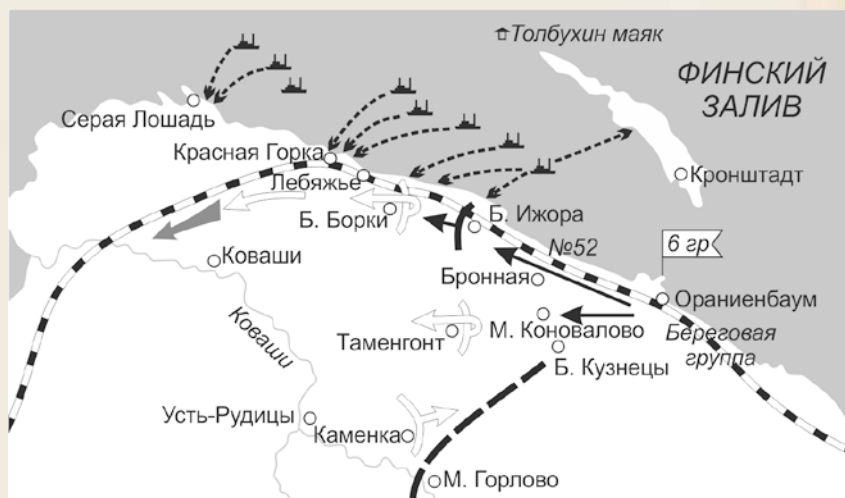 Толбухин маяк
ФИНСКИЙ
ЗАЛИВ
Серая Лошадь
Красная Горка
Лебяжье
Кронштадт
Б. Борки
Б. Ижора
№52
6 гр
Коваши
Бронная
Ораниенбаум
Коваши
Таменгонт
М. Коновалово
Береговая
группа
Б. Кузнецы
Усть-Рудицы
Каменка
М. Горлово